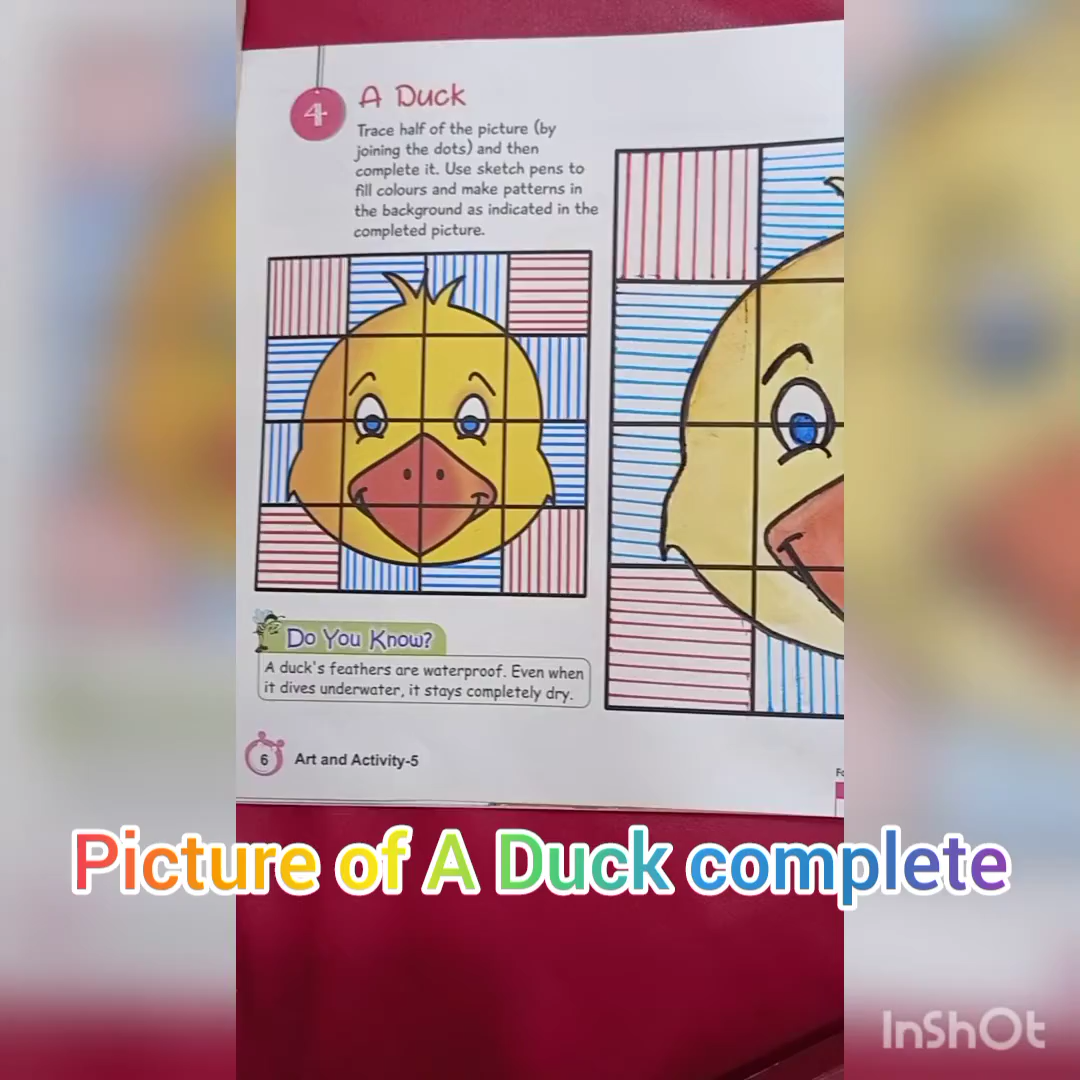 4
A Duck
Trace half of the picture (by
joining the dots) and then
complete it. Use sketch pens to
fill colours and make patterns in
the background as indicated in the
completed picture.
Do You Know?
A duck's feathers are waterproof. Even when
it dives underwater, it stays completely dry.
6
Art and Activity-5
Picture of A Duck complete
InShOt